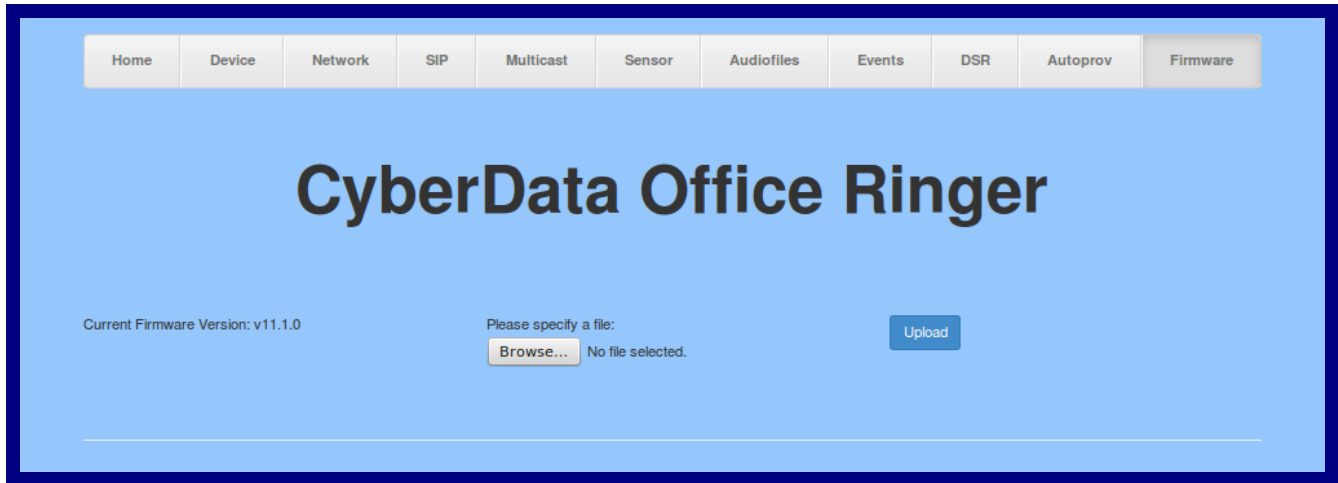 Home Device Network SIP Multicast Sensor Audiofiles Events DSR Autoprov Firmware
CyberData Office Ringer
Current Firmware Version: v11.1.0
Please specify a file:
Browse... No file selected.
Upload